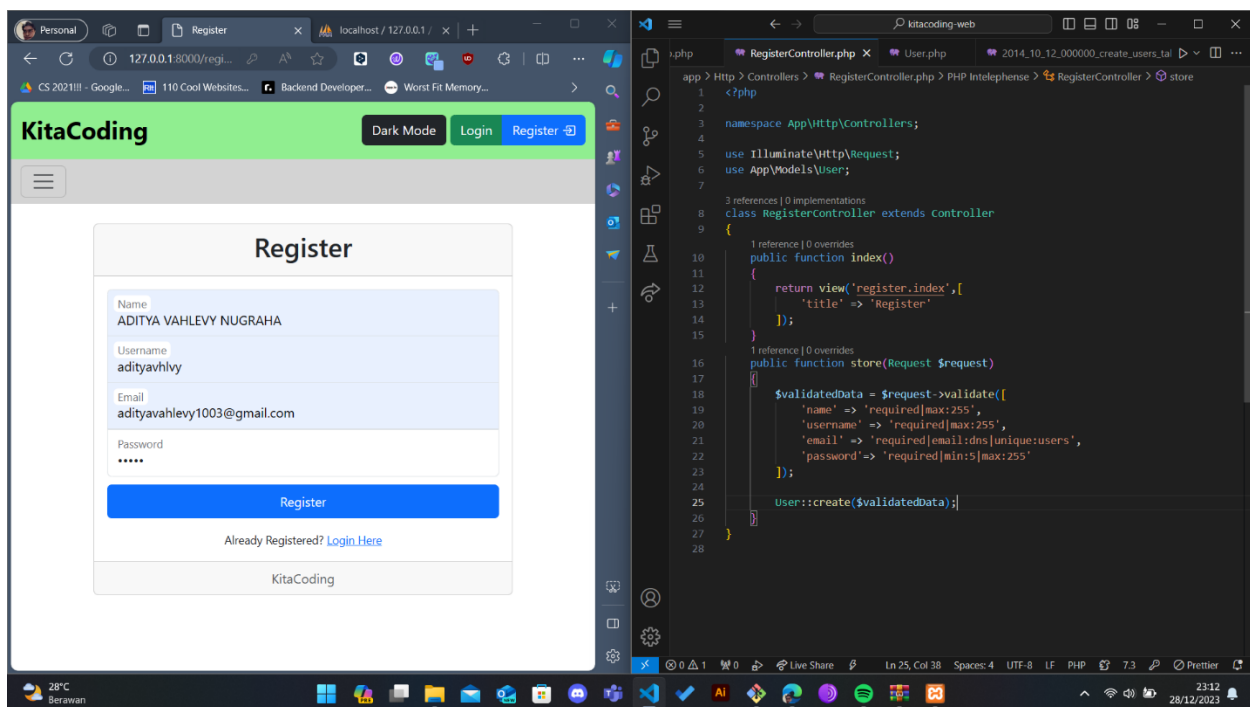 Personal
Register
localhost / 127.0.0.1 /
127.0.0.1:8000/regi...
CS 2021!!! - Google...
110 Cool Websites...
Backend Developer...
Worst Fit Memory...
KitaCoding
Dark Mode
Login
Register
Register
Name
ADITYA VAHLEVY NUGRAHA
Username
adityavhlvy
Email
adityavahlevy1003@gmail.com
Password
•••••
Register
Already Registered? Login Here
KitaCoding
kitacoding-web
.php
RegisterController.php
User.php
2014_10_12_000000_create_users_tal
app > Http > Controllers > RegisterController.php > PHP Intelephense > RegisterController > store
1 <?php
2
3 namespace App\Http\Controllers;
4
5 use Illuminate\Http\Request;
6 use App\Models\User;
7
3 references | 0 implementations
8 class RegisterController extends Controller
9 {
1 reference | 0 overrides
10 public function index()
11 {
12 return view('register.index',[
13 'title' => 'Register'
14 ]);
15 }
1 reference | 0 overrides
16 public function store(Request $request)
17 {
18 $validatedData = $request->validate([
19 'name' => 'required|max:255',
20 'username' => 'required|max:255',
21 'email' => 'required|email:dns|unique:users',
22 'password'=> 'required|min:5|max:255'
23 ]);
24
25 User::create($validatedData);
26 }
27 }
28
0 1 0 Live Share Ln 25, Col 38 Spaces: 4 UTF-8 LF PHP 7.3 Prettier
28°C
Berawan
Ai
23:12
28/12/2023